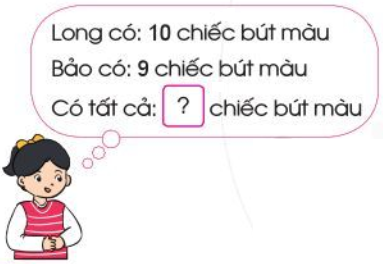 Long có: 10 chiếc bút màu
Bảo có: 9 chiếc bút màu
Có tất cả: ? chiếc bút màu